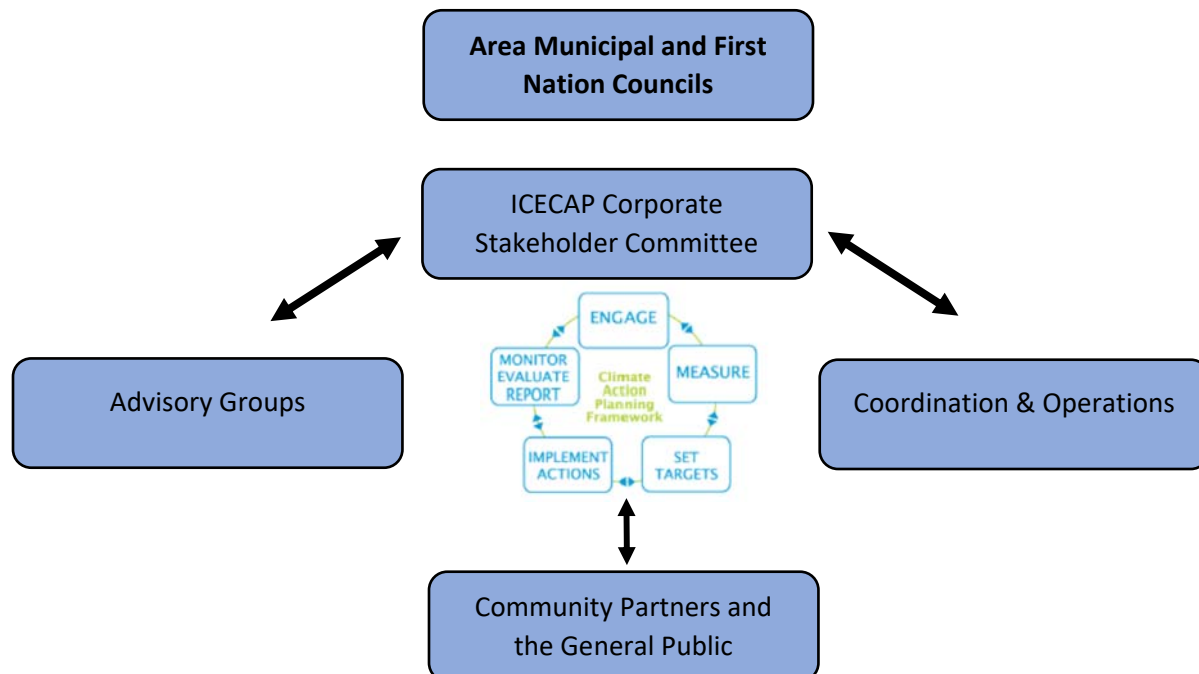 Area Municipal and First
Nation Councils
ICECAP Corporate
Stakeholder Committee
ENGAGE
MONITOR
EVALUATE
REPORT
Climate
Action
Planning
Framework
MEASURE
Advisory Groups
Coordination & Operations
IMPLEMENT
ACTIONS
SET
TARGETS
Community Partners and
the General Public